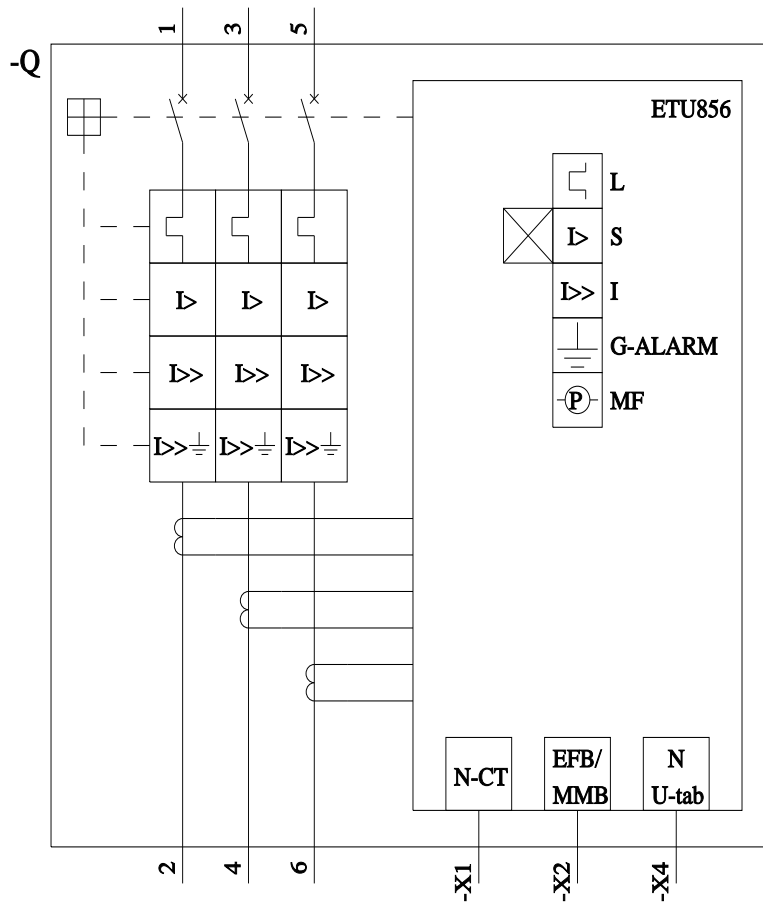 1 3 5
-Q
ETU856
L
I> S
I> I> I>
I>> I
I>> I>> I>>
G-ALARM
P MF
I>> I>> I>>
N-CT
EFB/
MMB
N
U-tab
2 4 6
-X1 -X2 -X4